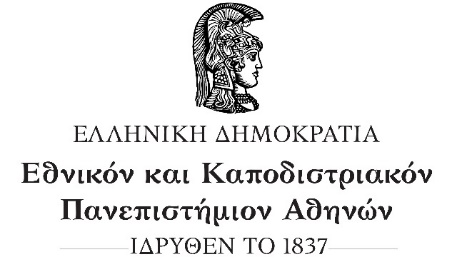 ΕΛΛΗΝΙΚΗ ΔΗΜΟΚΡΑΤΙΑ
Εθνικόν και Καποδιστριακόν
Πανεπιστήμιον Αθηνών
ΙΔΡΥΘΕΝ ΤΟ 1837